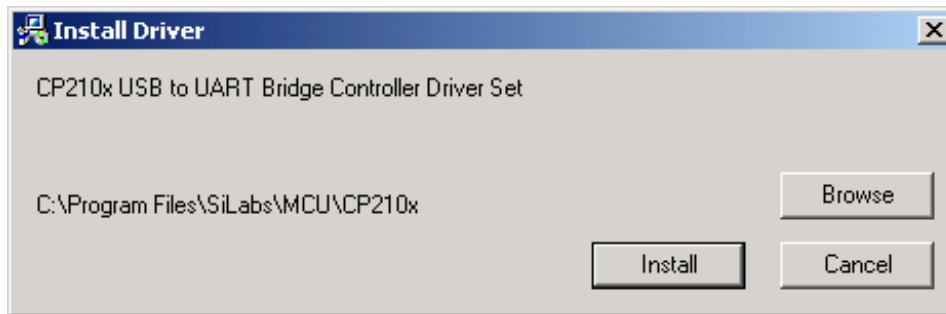 Install Driver
CP210x USB to UART Bridge Controller Driver Set
C:\Program Files\SiLabs\MCU\CP210x
Browse
Install
Cancel